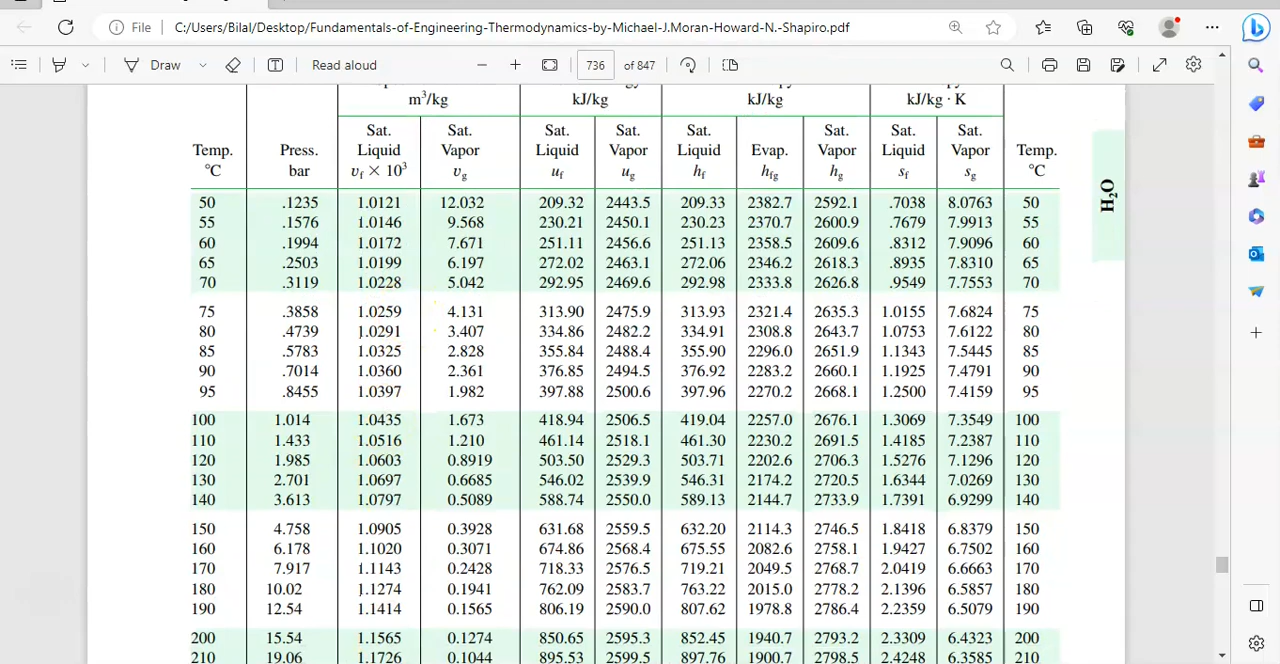 File C:/Users/Bilal/Desktop/Fundamentals-of-Engineering-Thermodynamics-by-Michael-J.Moran-Howard-N.-Shapiro.pdf
Draw Read aloud 736 of 847
m³/kg kJ/kg kJ/kg kJ/kg · K
Sat. Sat. Sat. Sat. Sat. Sat. Sat. Sat.
Temp. Press. Liquid Vapor Liquid Vapor Liquid Evap. Vapor Liquid Vapor Temp.
°C bar vf × 10³ vg uf ug hf hfg hg sf sg °C
H₂O
50 .1235 1.0121 12.032 209.32 2443.5 209.33 2382.7 2592.1 .7038 8.0763 50
55 .1576 1.0146 9.568 230.21 2450.1 230.23 2370.7 2600.9 .7679 7.9913 55
60 .1994 1.0172 7.671 251.11 2456.6 251.13 2358.5 2609.6 .8312 7.9096 60
65 .2503 1.0199 6.197 272.02 2463.1 272.06 2346.2 2618.3 .8935 7.8310 65
70 .3119 1.0228 5.042 292.95 2469.6 292.98 2333.8 2626.8 .9549 7.7553 70
75 .3858 1.0259 4.131 313.90 2475.9 313.93 2321.4 2635.3 1.0155 7.6824 75
80 .4739 1.0291 3.407 334.86 2482.2 334.91 2308.8 2643.7 1.0753 7.6122 80
85 .5783 1.0325 2.828 355.84 2488.4 355.90 2296.0 2651.9 1.1343 7.5445 85
90 .7014 1.0360 2.361 376.85 2494.5 376.92 2283.2 2660.1 1.1925 7.4791 90
95 .8455 1.0397 1.982 397.88 2500.6 397.96 2270.2 2668.1 1.2500 7.4159 95
100 1.014 1.0435 1.673 418.94 2506.5 419.04 2257.0 2676.1 1.3069 7.3549 100
110 1.433 1.0516 1.210 461.14 2518.1 461.30 2230.2 2691.5 1.4185 7.2387 110
120 1.985 1.0603 0.8919 503.50 2529.3 503.71 2202.6 2706.3 1.5276 7.1296 120
130 2.701 1.0697 0.6685 546.02 2539.9 546.31 2174.2 2720.5 1.6344 7.0269 130
140 3.613 1.0797 0.5089 588.74 2550.0 589.13 2144.7 2733.9 1.7391 6.9299 140
150 4.758 1.0905 0.3928 631.68 2559.5 632.20 2114.3 2746.5 1.8418 6.8379 150
160 6.178 1.1020 0.3071 674.86 2568.4 675.55 2082.6 2758.1 1.9427 6.7502 160
170 7.917 1.1143 0.2428 718.33 2576.5 719.21 2049.5 2768.7 2.0419 6.6663 170
180 10.02 1.1274 0.1941 762.09 2583.7 763.22 2015.0 2778.2 2.1396 6.5857 180
190 12.54 1.1414 0.1565 806.19 2590.0 807.62 1978.8 2786.4 2.2359 6.5079 190
200 15.54 1.1565 0.1274 850.65 2595.3 852.45 1940.7 2793.2 2.3309 6.4323 200
210 19.06 1.1726 0.1044 895.53 2599.5 897.76 1900.7 2798.5 2.4248 6.3585 210